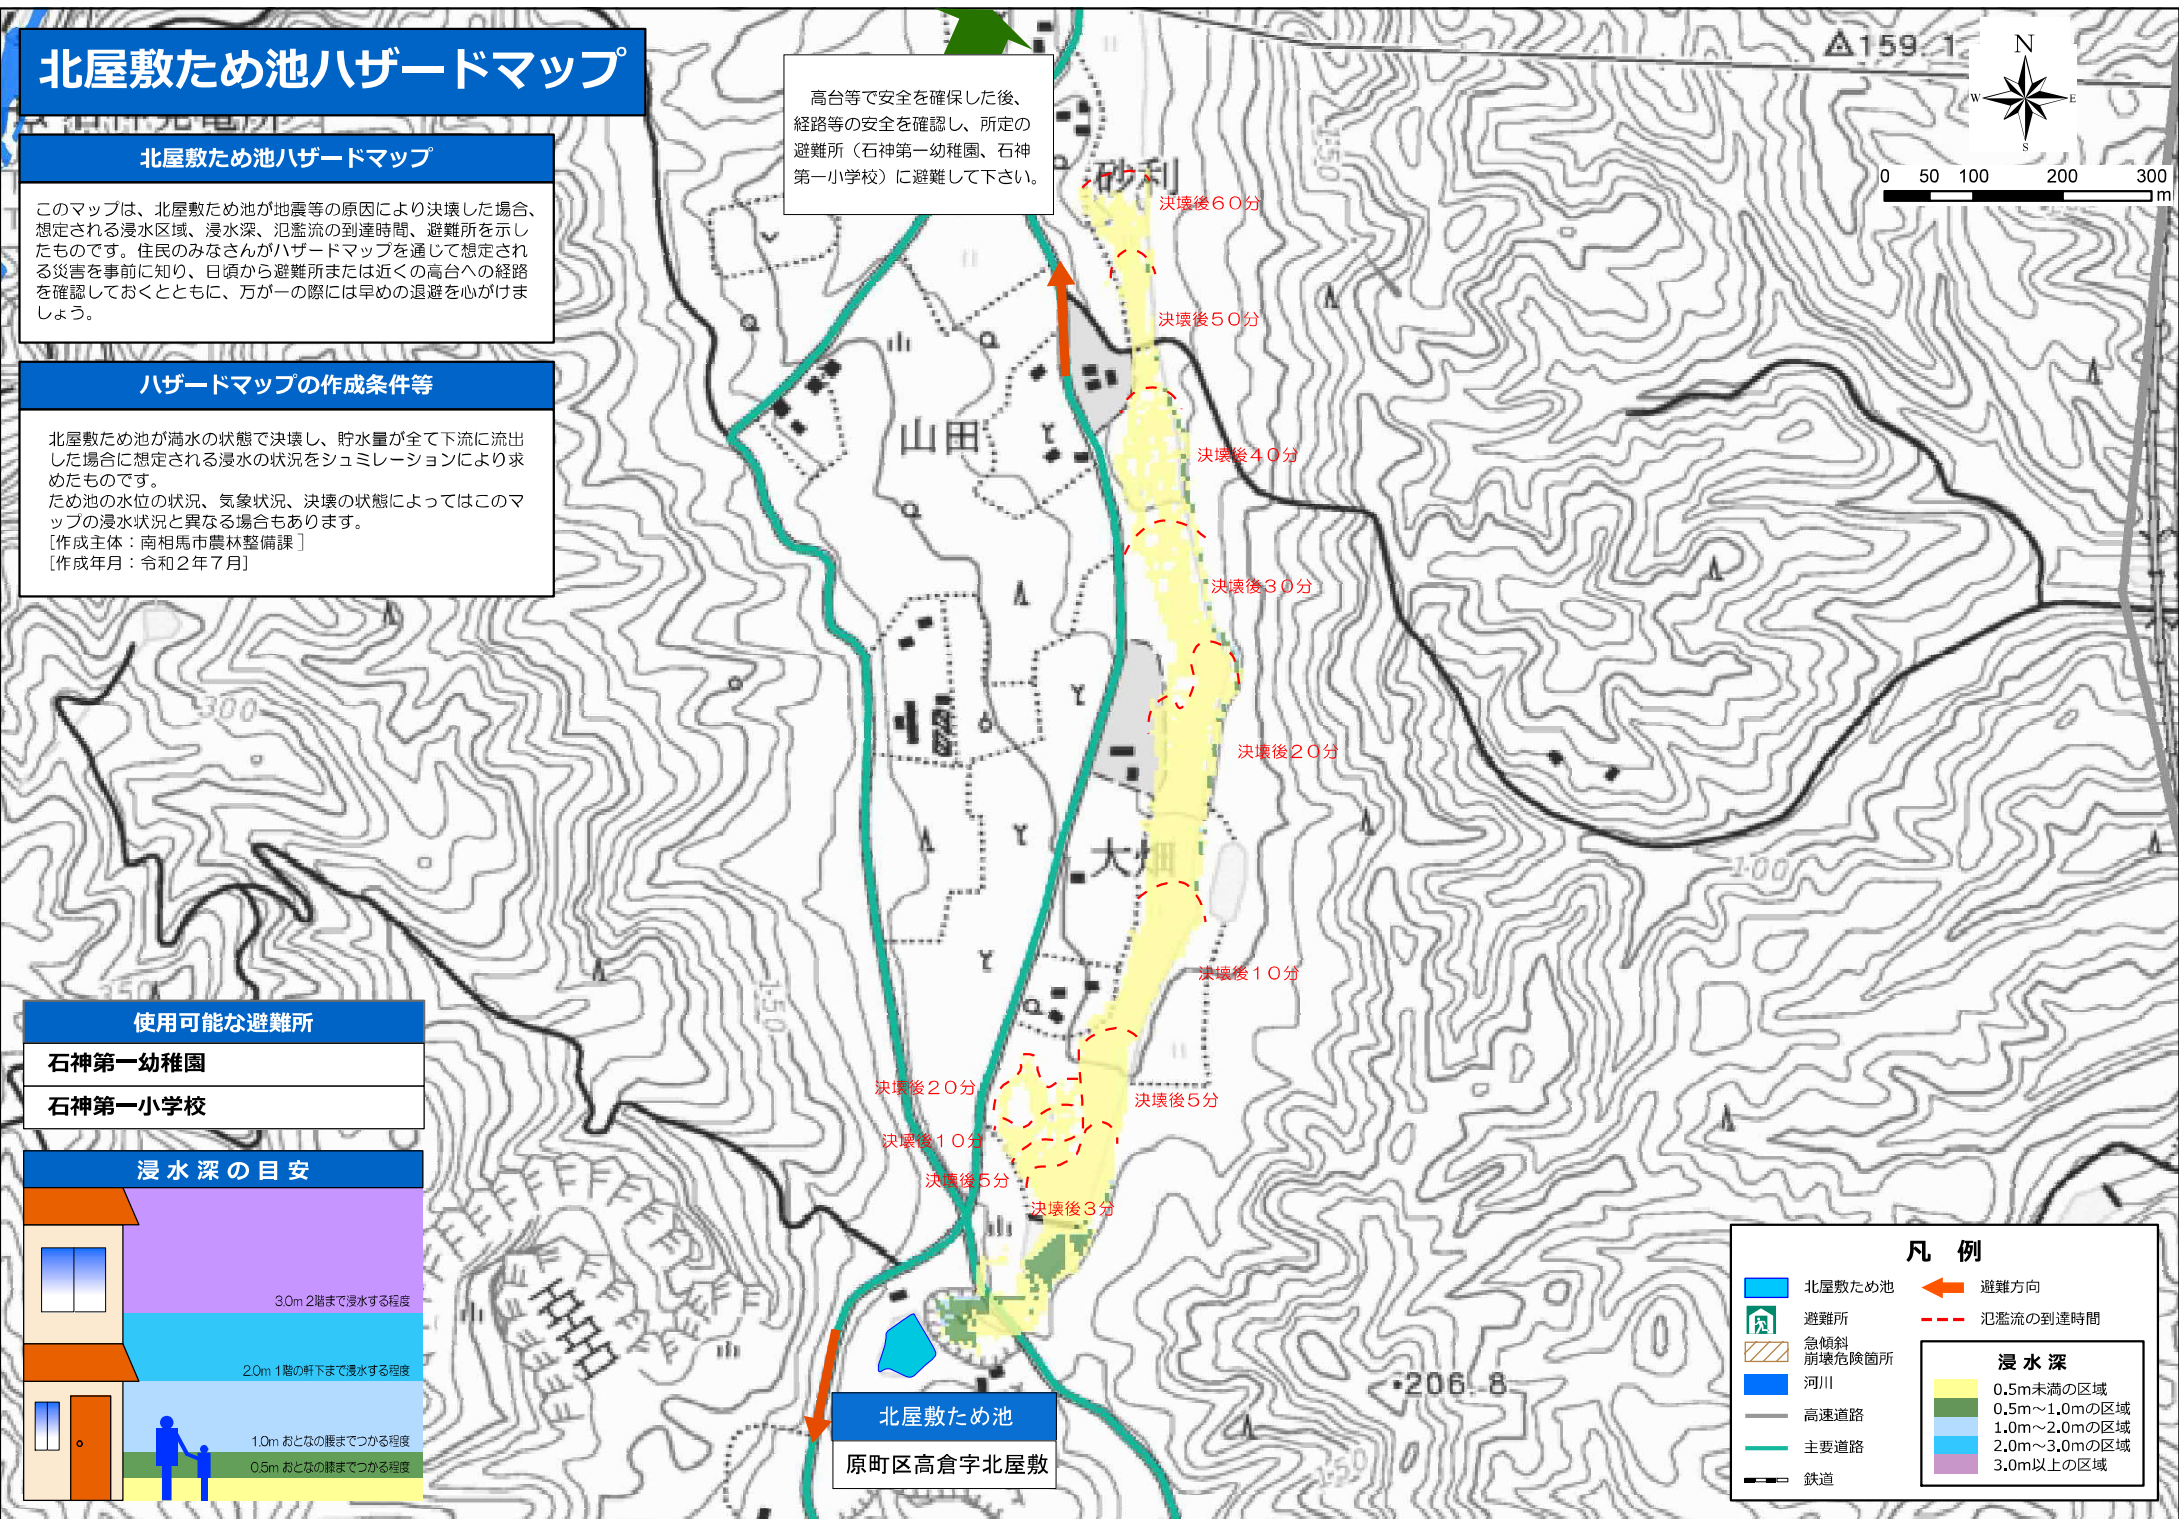 北屋敷ため池ハザードマップ
北屋敷ため池ハザードマップ
このマップは、北屋敷ため池が地震等の原因により決壊した場合、
想定される浸水区域、浸水深、氾濫流の到達時間、避難所を示し
たものです。住民のみなさんがハザードマップを通じて想定され
る災害を事前に知り、日頃から避難所または近くの高台への経路
を確認しておくとともに、万が一の際には早めの退避を心がけま
しょう。
ハザードマップの作成条件等
北屋敷ため池が満水の状態で決壊し、貯水量が全て下流に流出
した場合に想定される浸水の状況をシュミレーションにより求
めたものです。
ため池の水位の状況、気象状況、決壊の状態によってはこのマ
ップの浸水状況と異なる場合もあります。
[作成主体：南相馬市農林整備課]
[作成年月：令和２年７月]
高台等で安全を確保した後、
経路等の安全を確認し、所定の
避難所（石神第一幼稚園、石神
第一小学校）に避難して下さい。
159.1
N
W
E
S
0 50 100 200 300
m
砂利
決壊後６０分
決壊後５０分
150
山田
決壊後４０分
決壊後３０分
300
決壊後２０分
大畑
100
決壊後１０分
350
150
決壊後２０分
決壊後５分
決壊後１０分
決壊後５分
決壊後３分
206.8
150
使用可能な避難所
石神第一幼稚園
石神第一小学校
浸水深の目安
3.0m 2階まで浸水する程度
2.0m 1階の軒下まで浸水する程度
1.0m おとなの腰までつかる程度
0.5m おとなの膝までつかる程度
北屋敷ため池
原町区高倉字北屋敷
凡 例
北屋敷ため池
避難方向
避難所
氾濫流の到達時間
急傾斜
崩壊危険箇所
河川
高速道路
主要道路
鉄道
浸水深
0.5m未満の区域
0.5m～1.0mの区域
1.0m～2.0mの区域
2.0m～3.0mの区域
3.0m以上の区域